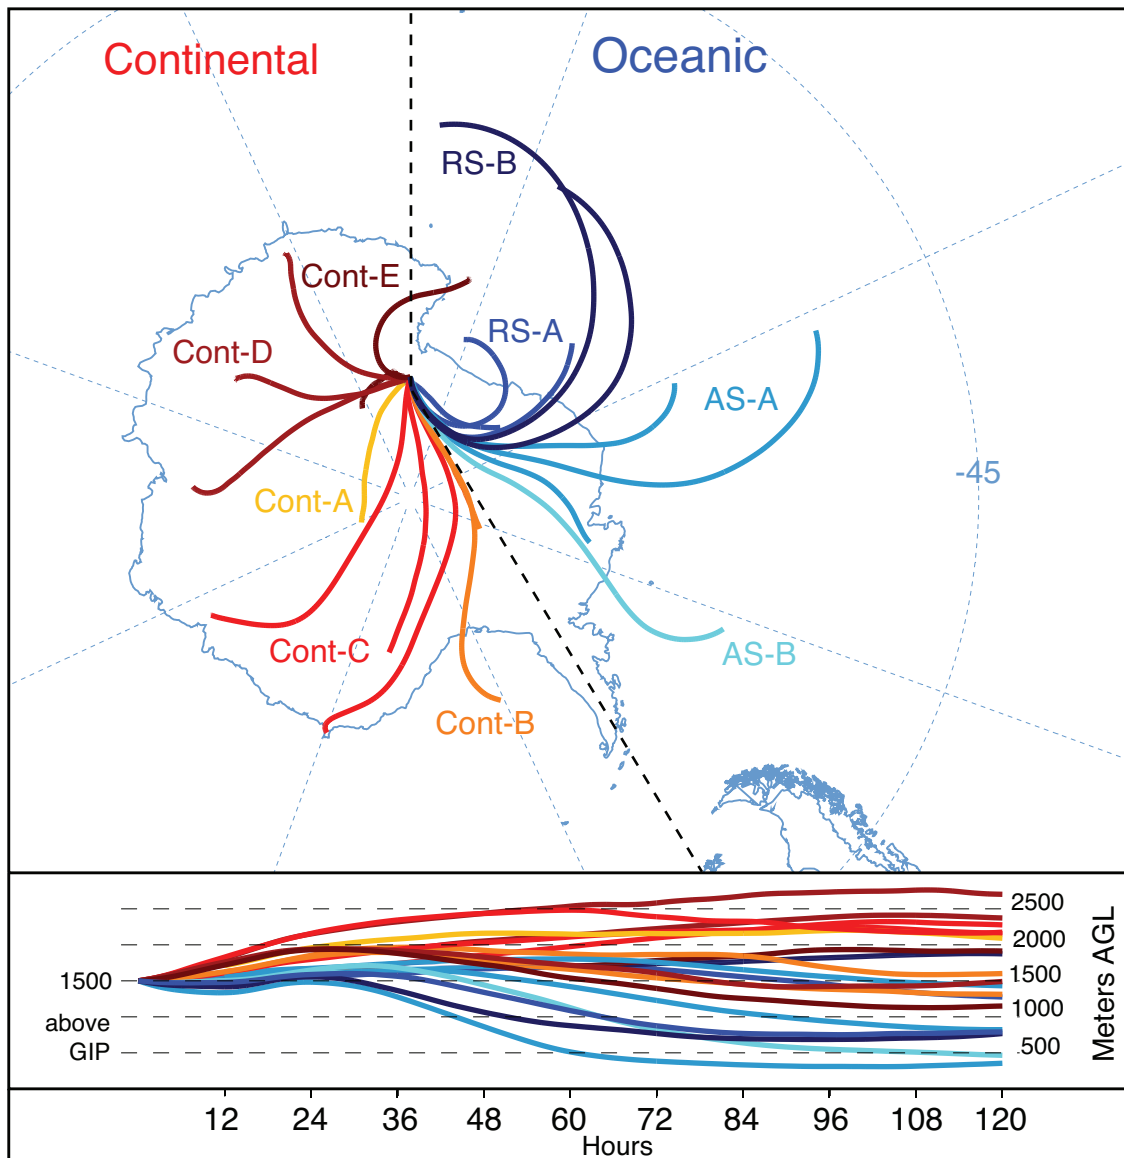 Continental
Oceanic
RS-B
Cont-E
RS-A
Cont-D
AS-A
-45
Cont-A
Cont-C
AS-B
Cont-B
2500
2000
1500
1500
1000
above
GIP
500
Meters AGL
12 24 36 48 60 72 84 96 108 120
Hours